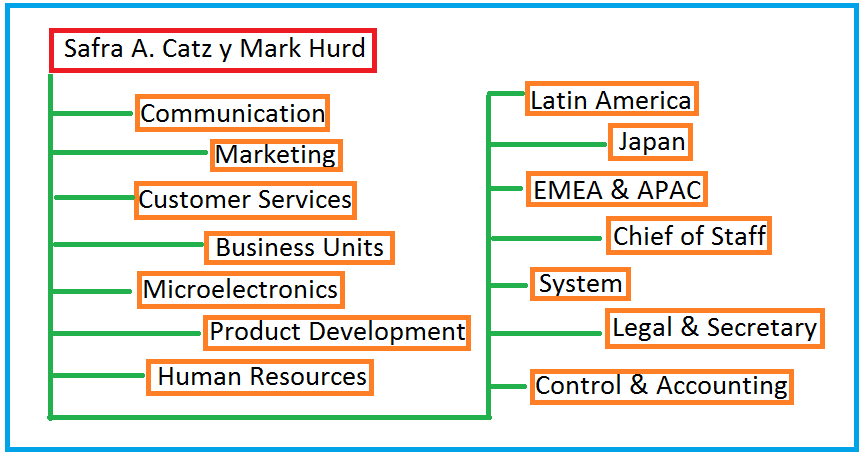 Safra A. Catz y Mark Hurd
Communication
Marketing
Customer Services
Business Units
Microelectronics
Product Development
Human Resources
Latin America
Japan
EMEA & APAC
Chief of Staff
System
Legal & Secretary
Control & Accounting